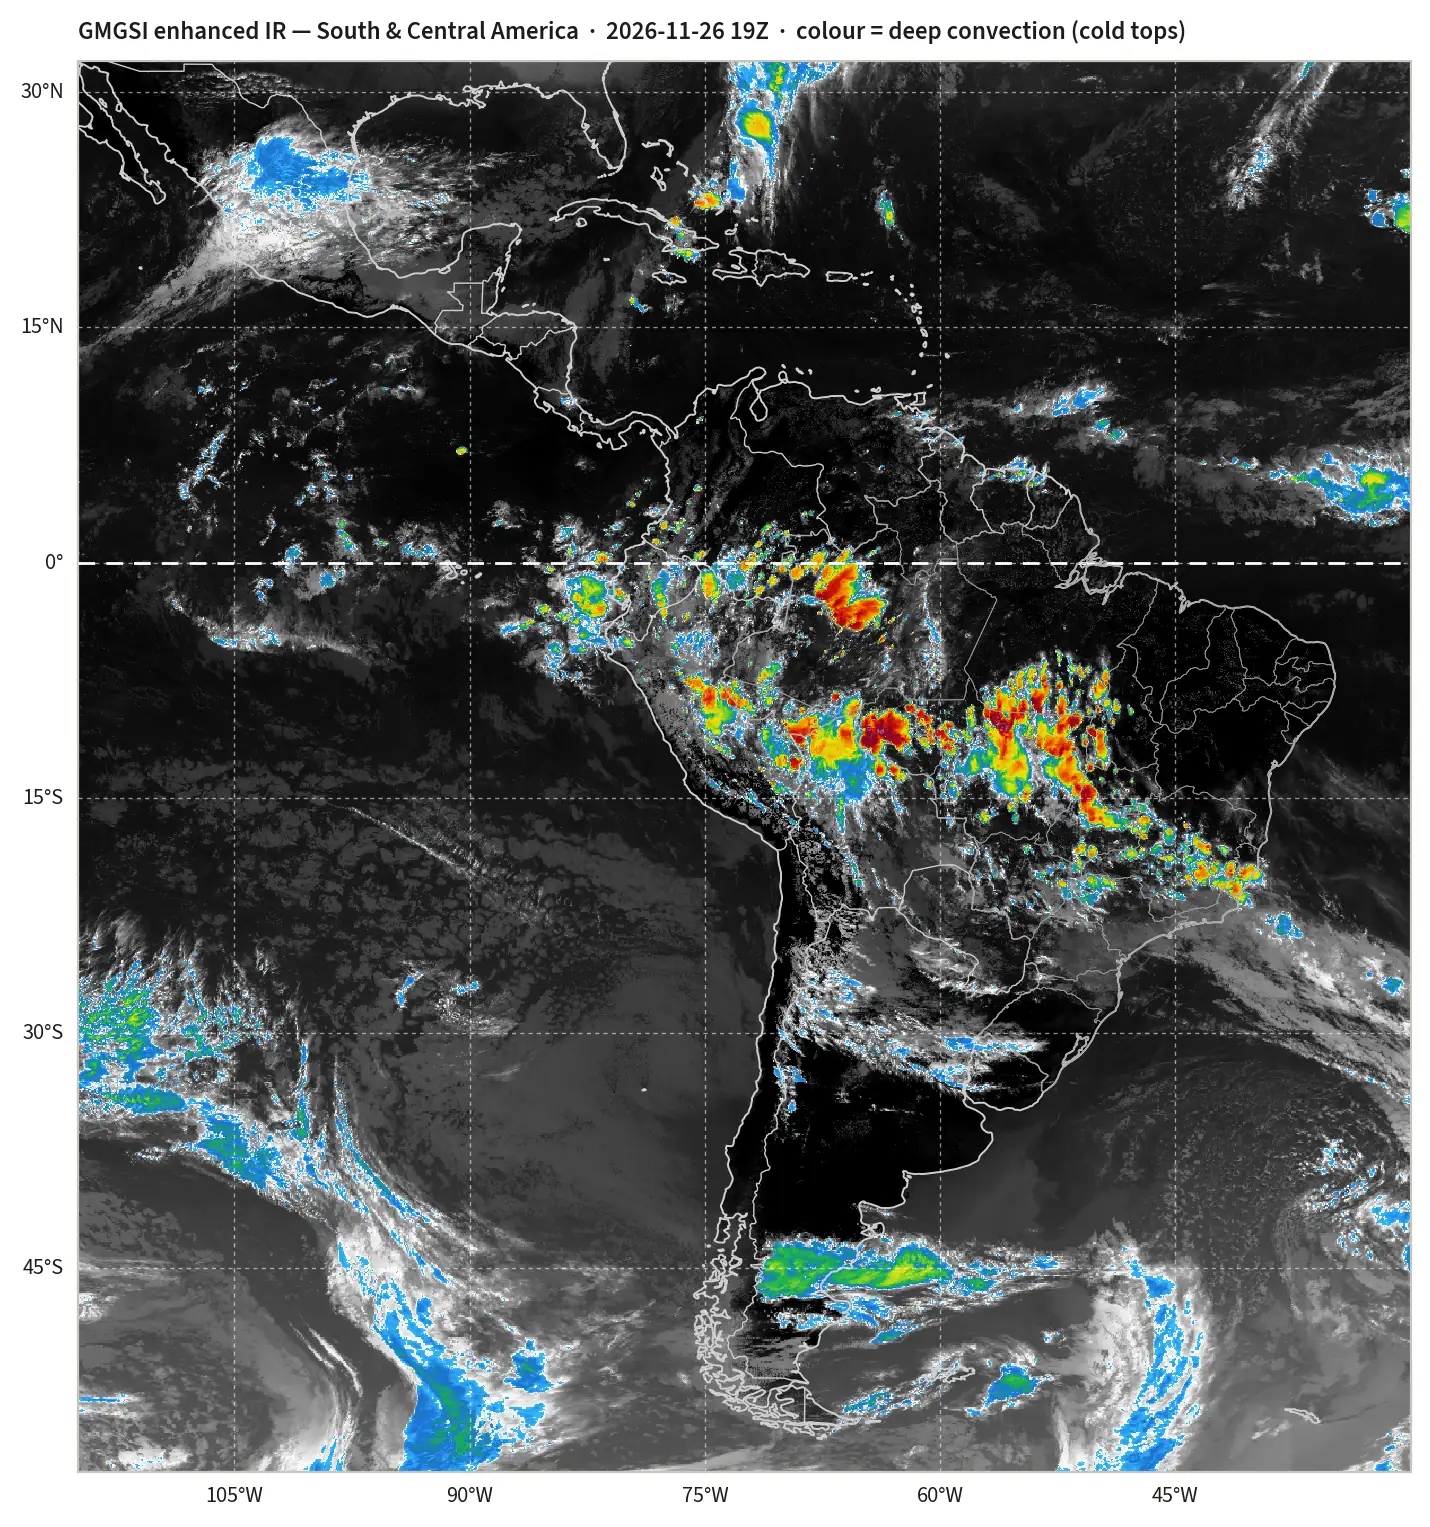 GMGSI enhanced IR — South & Central America · 2026-11-26 19Z · colour = deep convection (cold tops)
30°N
15°N
0°
15°S
30°S
45°S
105°W
90°W
75°W
60°W
45°W